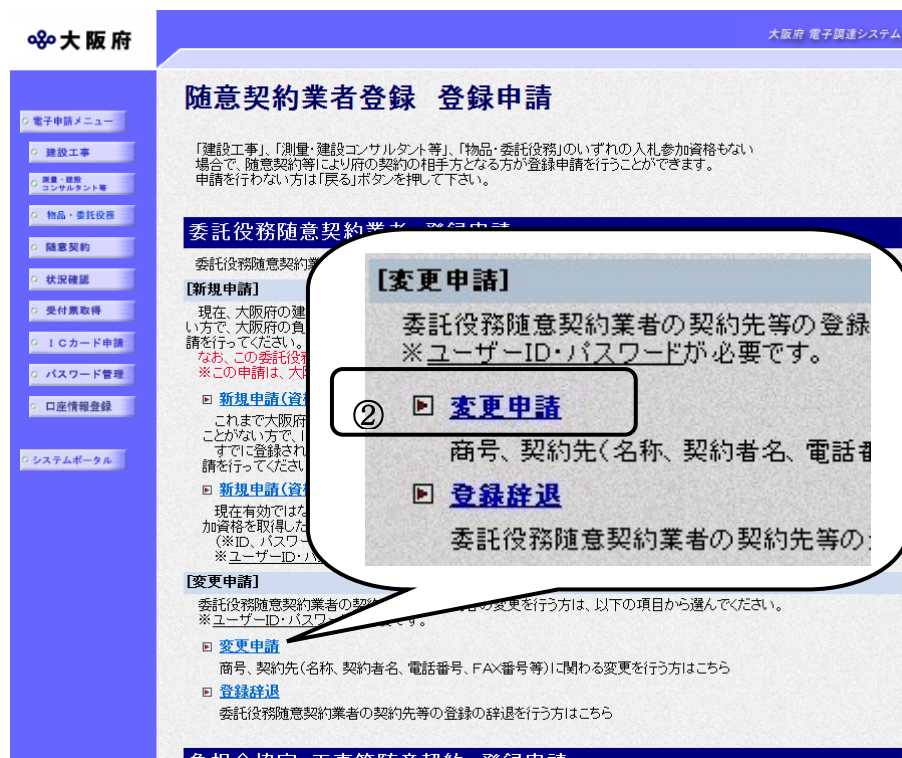 大阪府
大阪府 電子調達システム
電子申請メニュー
建設工事
測量・建設
コンサルタント等
物品・委託役務
随意契約
状況確認
受付票取得
ICカード申請
パスワード管理
口座情報登録
システムポータル
随意契約業者登録 登録申請
「建設工事」、「測量・建設コンサルタント等」、「物品・委託役務」のいずれの入札参加資格もない
場合で、随意契約等により府の契約の相手方となる方が登録申請を行うことができます。
申請を行わない方は「戻る」ボタンを押して下さい。
委託役務随意契約業者 登録申請
委託役務随意契約業
[新規申請]
現在、大阪府の建
い方で、大阪府の負
請を行ってください。
なお、この委託役
※この申請は、大
新規申請(資
これまで大阪府
ことがない方で、
すでに登録され
請を行ってくださ
新規申請(資
現在有効ではな
加資格を取得した
(※ID、パスワー
※ユーザーID・パ
[変更申請]
委託役務随意契約業者の契約
の変更を行う方は、以下の項目から選んでください。
※ユーザーID・パスワ
です。
変更申請
商号、契約先(名称、契約者名、電話番号、FAX番号等)に関わる変更を行う方はこちら
登録辞退
委託役務随意契約業者の契約先等の登録の辞退を行う方はこちら
[変更申請]
委託役務随意契約業者の契約先等の登録
※ユーザーID・パスワードが必要です。
② 変更申請
商号、契約先(名称、契約者名、電話番
登録辞退
委託役務随意契約業者の契約先等の